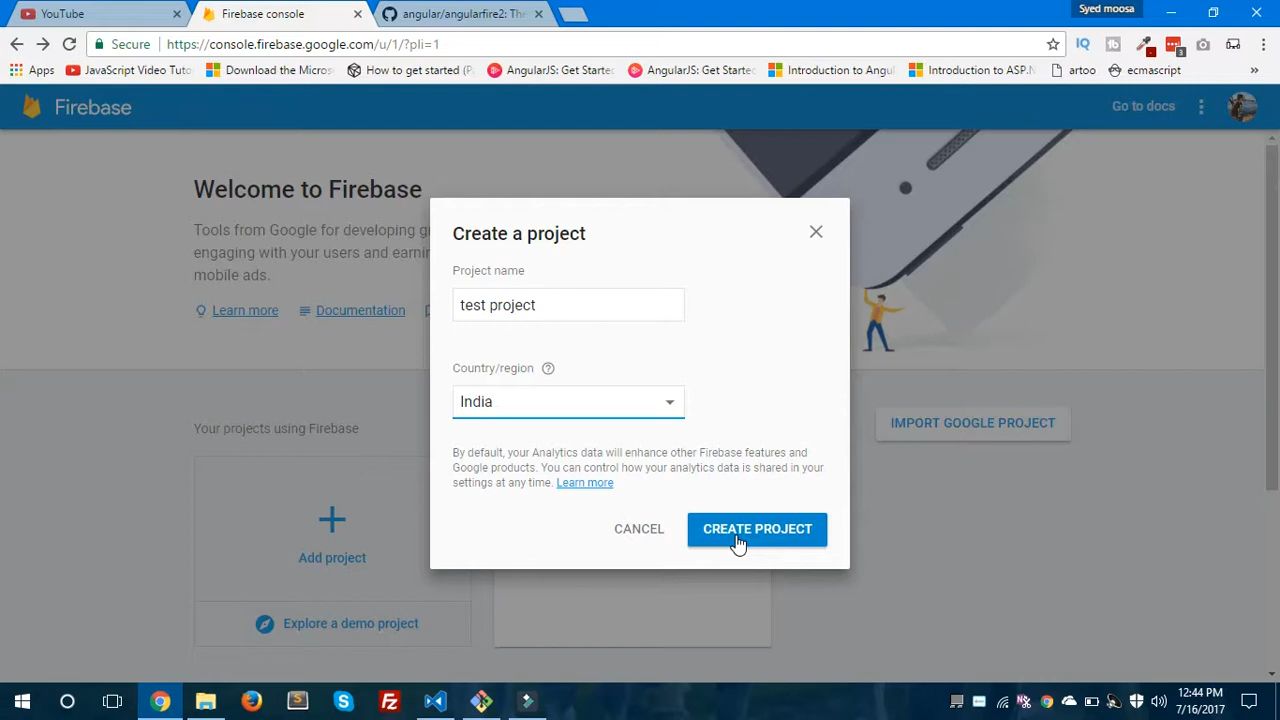 YouTube
Firebase console
angular/angularfire2: The
Syed moosa
Secure
https://console.firebase.google.com/u/1/?pli=1
Apps
JavaScript Video Tuto
Download the Micros
How to get started (P
AngularJS: Get Starte
AngularJS: Get Starte
Introduction to Angul
Introduction to ASP.N
artoo
ecmascript
»
Firebase
Go to docs
Welcome to Firebase
Tools from Google for developing
engaging with your users and earnin
mobile ads.
Learn more
Documentation
Create a project
Project name
test project
Country/region
India
By default, your Analytics data will enhance other Firebase features and
Google products. You can control how your analytics data is shared in your
settings at any time. Learn more
CANCEL
CREATE PROJECT
Your projects using Firebase
IMPORT GOOGLE PROJECT
Add project
Explore a demo project
12:44 PM
7/16/2017